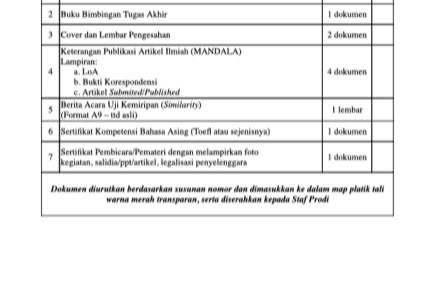 2 Buku Bimbingan Tugas Akhir 1 dokumen
3 Cover dan Lembar Pengesahan 2 dokumen
Keterangan Publikasi Artikel Ilmiah (MANDALA)
Lampiran:
4 a. LoA 4 dokumen
b. Bukti Korespondensi
c. Artikel Submited/Published
5 Berita Acara Uji Kemiripan (Similarity) 1 lembar
(Format A9 – ttd asli)
6 Sertifikat Kompetensi Bahasa Asing (Toefl atau sejenisnya) 1 dokumen
7 Sertifikat Pembicara/Pemateri dengan melampirkan foto 1 dokumen
kegiatan, salidia/ppt/artikel, legalisasi penyelenggara
Dokumen diurutkan berdasarkan susunan nomor dan dimasukkan ke dalam map platik tali
warna merah transparan, serta diserahkan kepada Staf Prodi